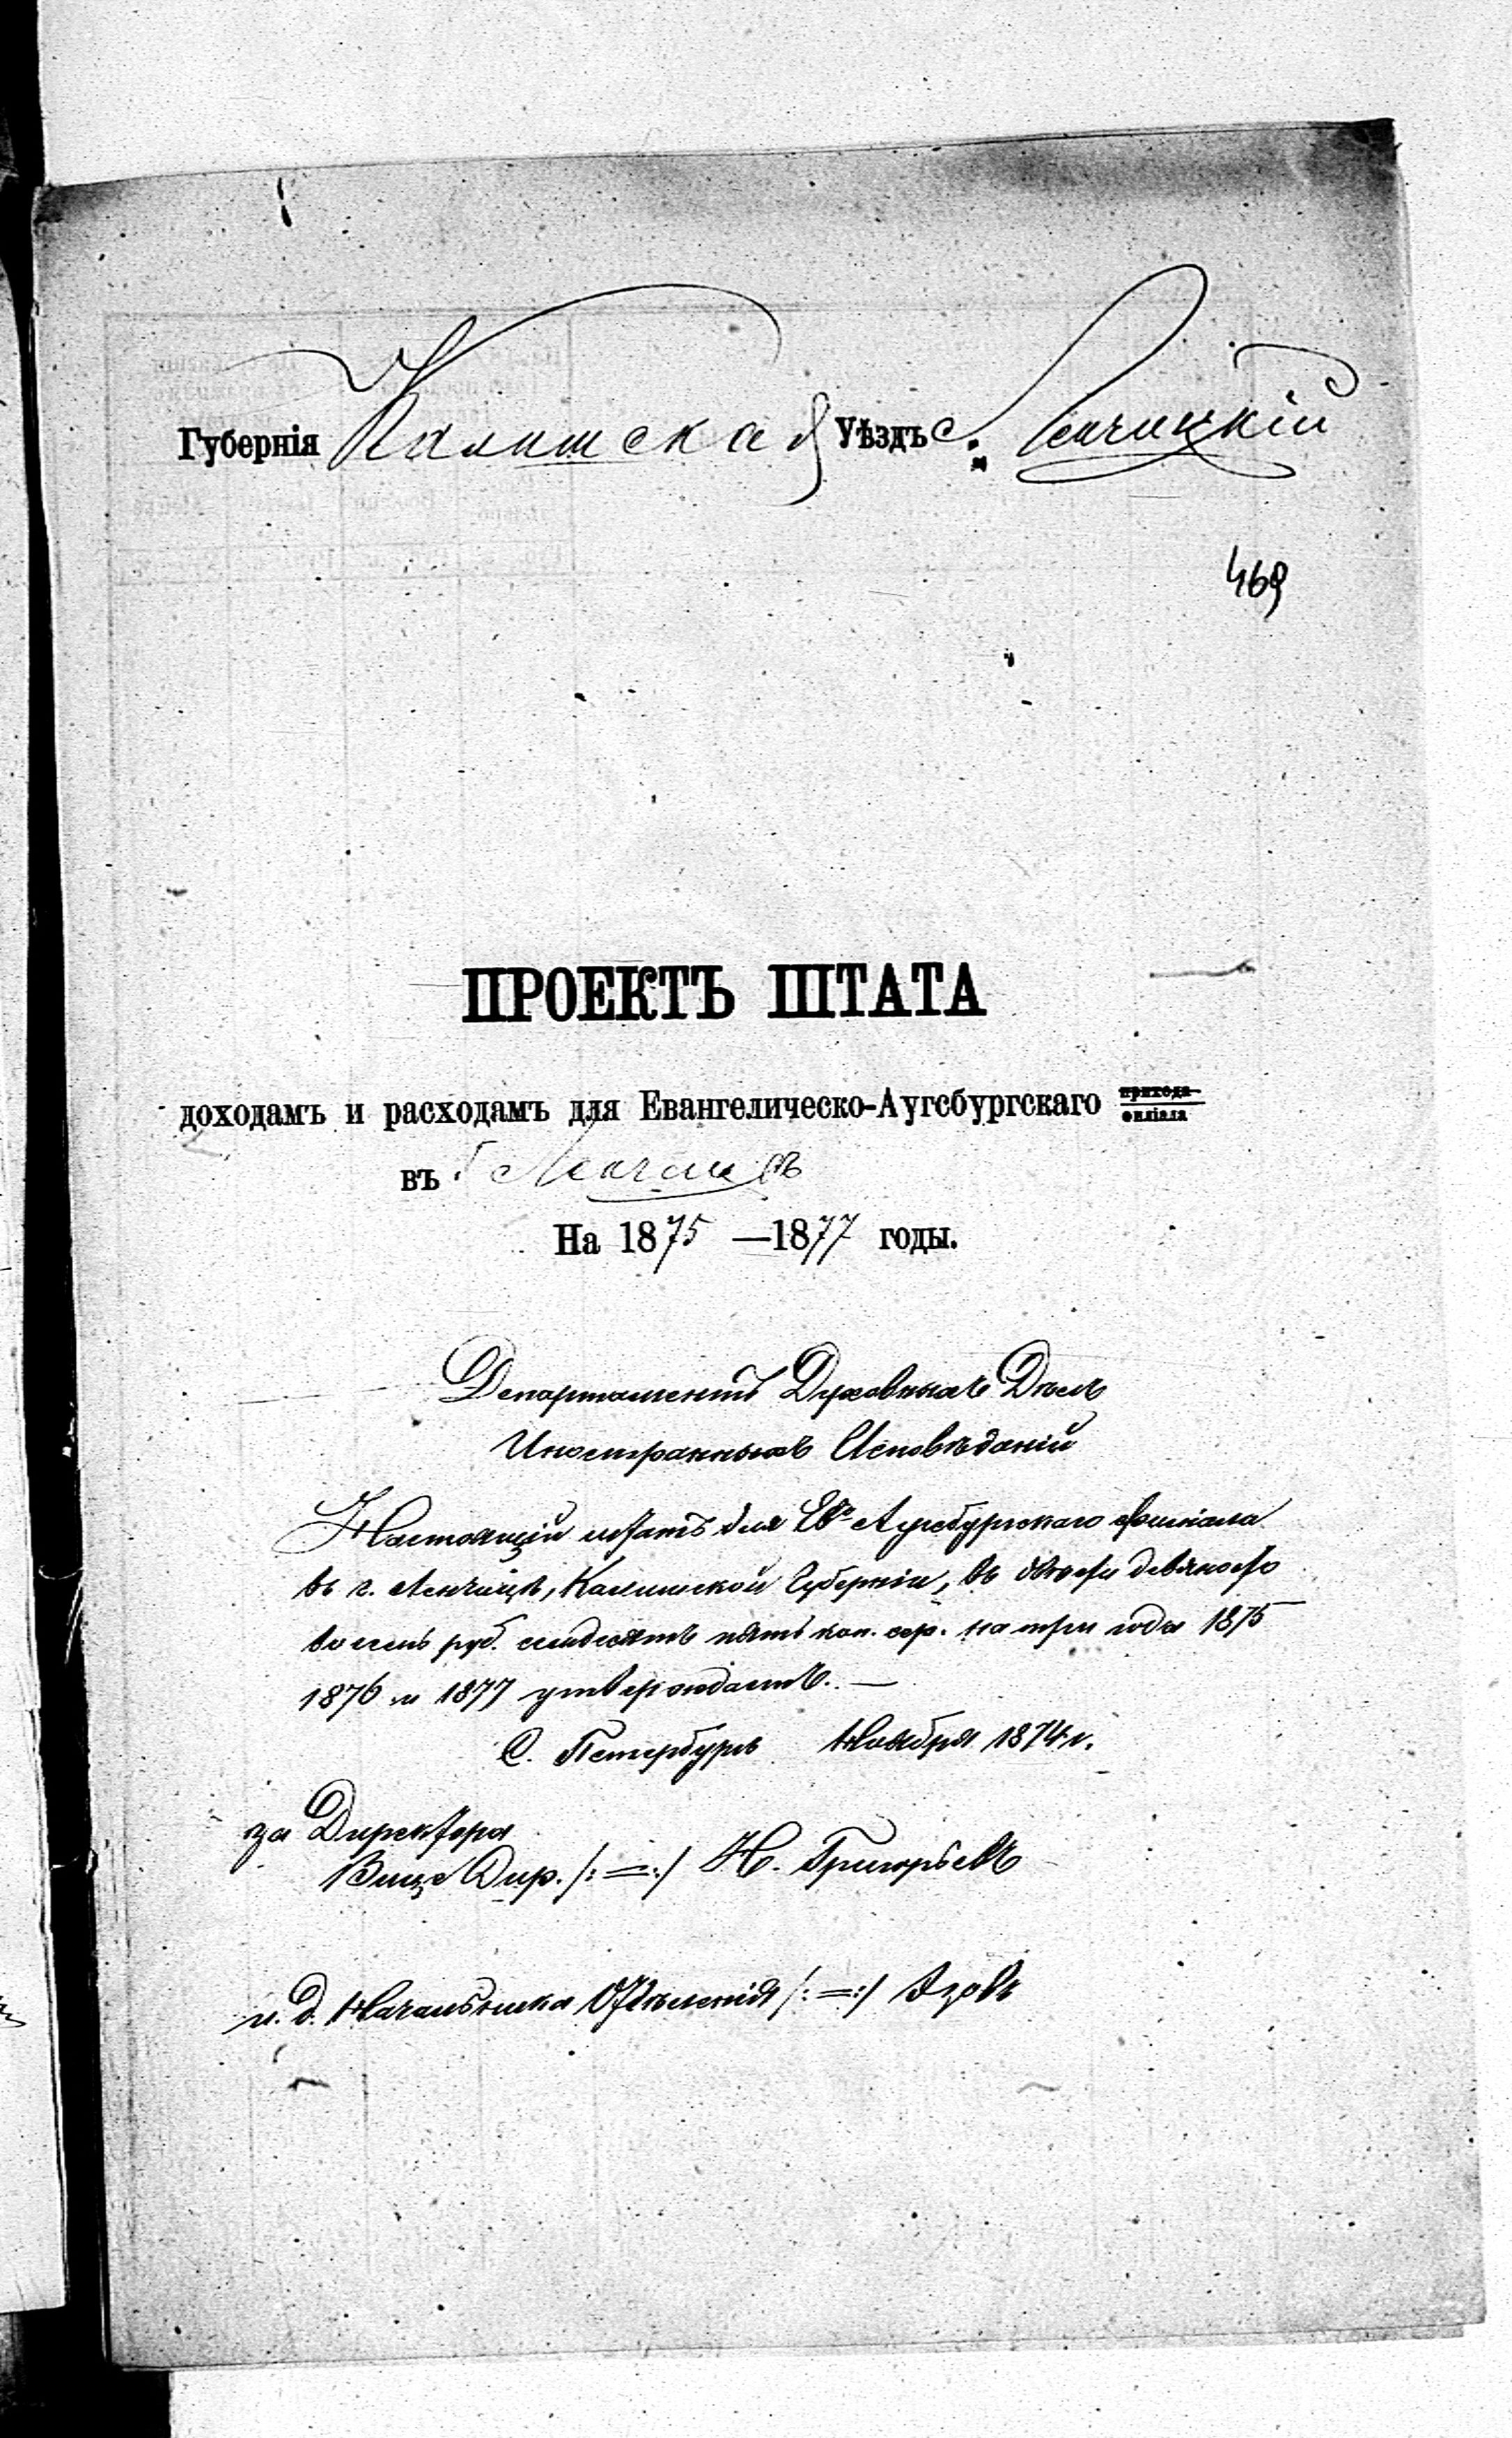 Губернія Калишская Уѣздъ Ленчицкій
469
ПРОЕКТЪ ШТАТА
доходамъ и расходамъ для Евангелическо-Аугсбургскаго прихода
филіала
въ г. Ленчицѣ
На 1875 —1877 годы.
Департаментъ Духовныхъ Дѣлъ
Иностранныхъ Исповѣданій
Настоящій штатъ для Ев° Аугсбургскаго филіала
въ г. Ленчицѣ, Калишской Губерніи, въ двѣсти девяносто
восемь руб. семдесятъ пять коп. сер. на три года 1875
1876 и 1877 утверждаетъ. —
С. Петербургъ Ноября 1874 г.
за Директора
Вице Дир. /:=:/ Н. Григорьевъ
и. д. Начальника Отдѣленія /:=:/ Азовъ